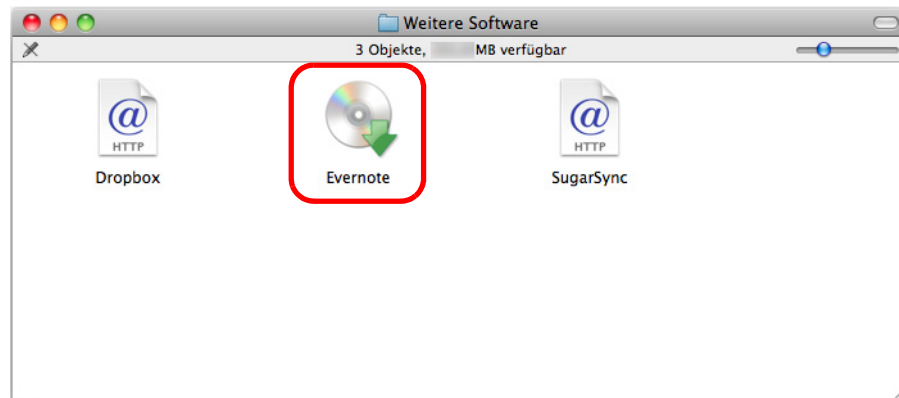 Weitere Software
3 Objekte, MB verfügbar
@ HTTP
@ HTTP
Dropbox
Evernote
SugarSync